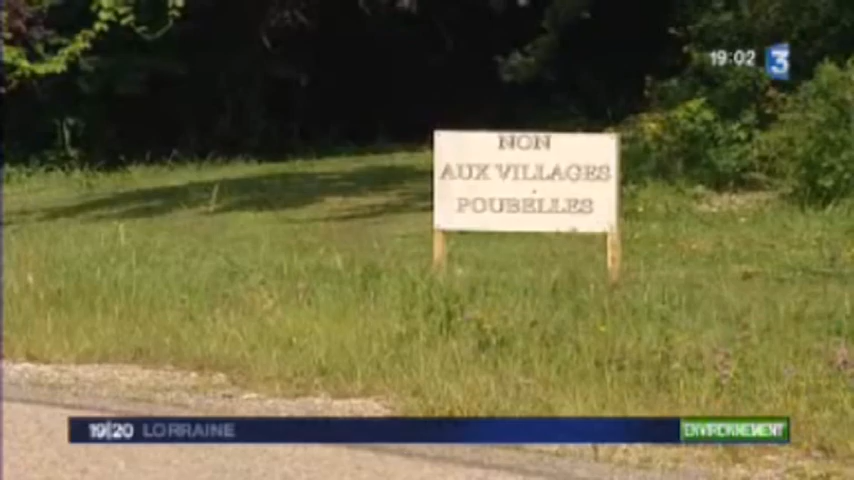 19:02 3
NON
AUX VILLAGES
POUBELLES
19|20 LORRAINE ENVIRONNEMENT